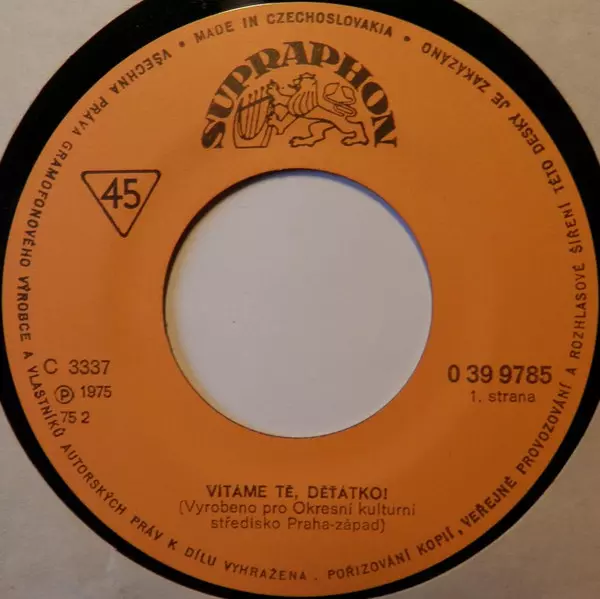 VŠECHNA PRÁVA GRAMOFONOVÉHO VÝROBCE A VLASTNÍKŮ AUTORSKÝCH PRÁV K DÍLU VYHRAŽENA . POŘIZOVÁNÍ KOPIÍ, VEŘEJNÉ PROVOZOVÁNÍ A ROZHLASOVÉ ŠÍŘENÍ TÉTO DESKY JE ZAKÁZÁNO
• MADE IN CZECHOSLOVAKIA •
SUPRAPHON
45
C 3337
Ⓟ 1975
75 2
0 39 9785
1. strana
VÍTÁME TĚ, DĚŤÁTKO!
(Vyrobeno pro Okresní kulturní
středisko Praha-západ)